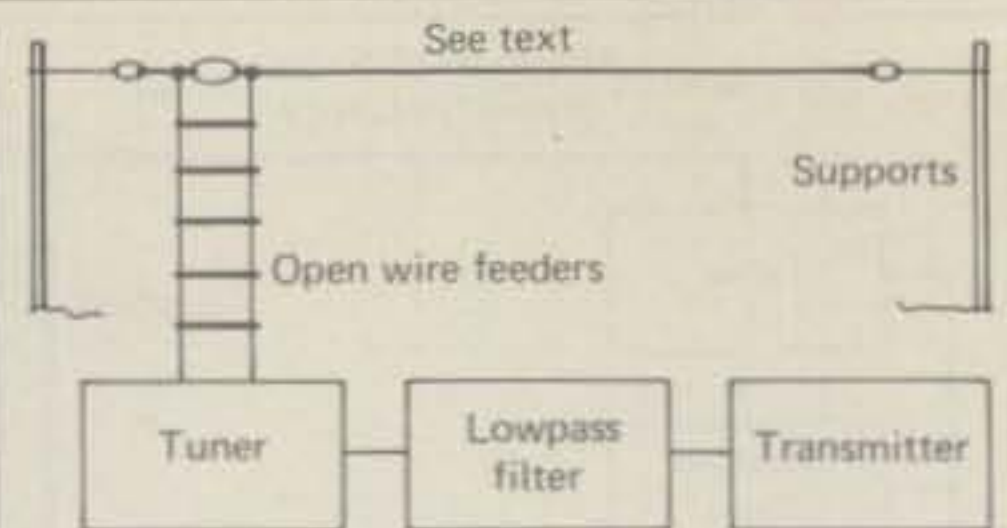 See text
Supports
Open wire feeders
Tuner
Lowpass
filter
Transmitter